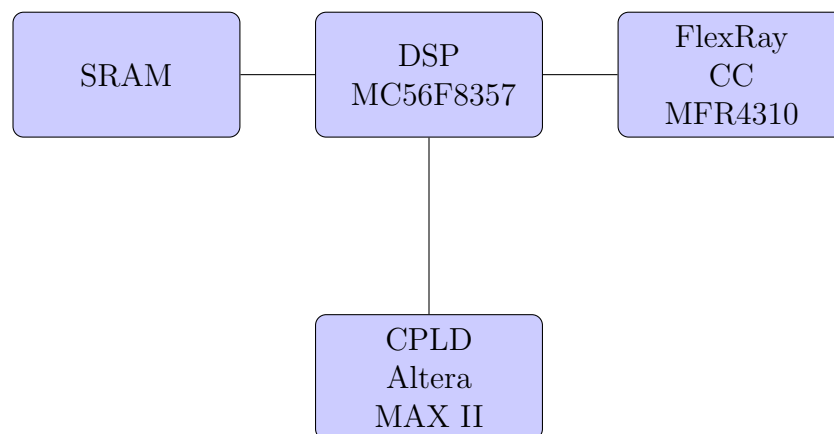 SRAM
DSP
MC56F8357
FlexRay
CC
MFR4310
CPLD
Altera
MAX II